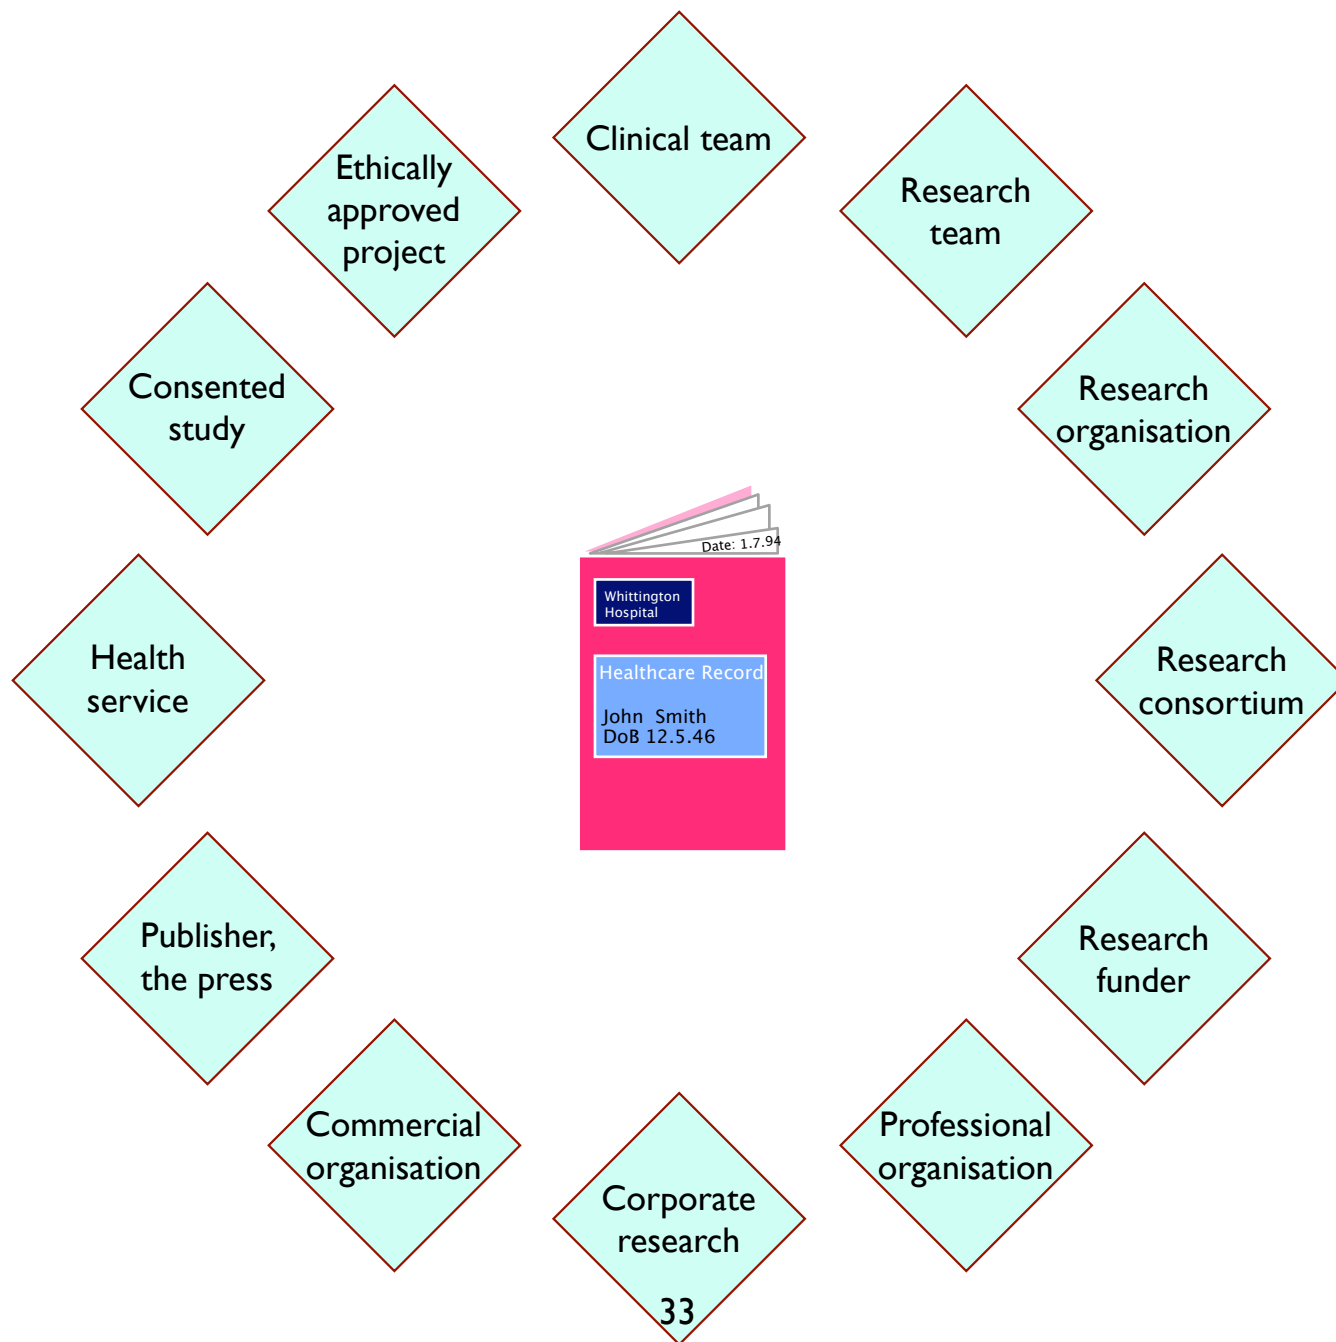 Clinical team
Ethically
approved
project
Research
team
Consented
study
Research
organisation
Date: 1.7.94
Whittington
Hospital
Healthcare Record
John  Smith
DoB 12.5.46
Health
service
Research
consortium
Publisher,
the press
Research
funder
Commercial
organisation
Professional
organisation
Corporate
research
33